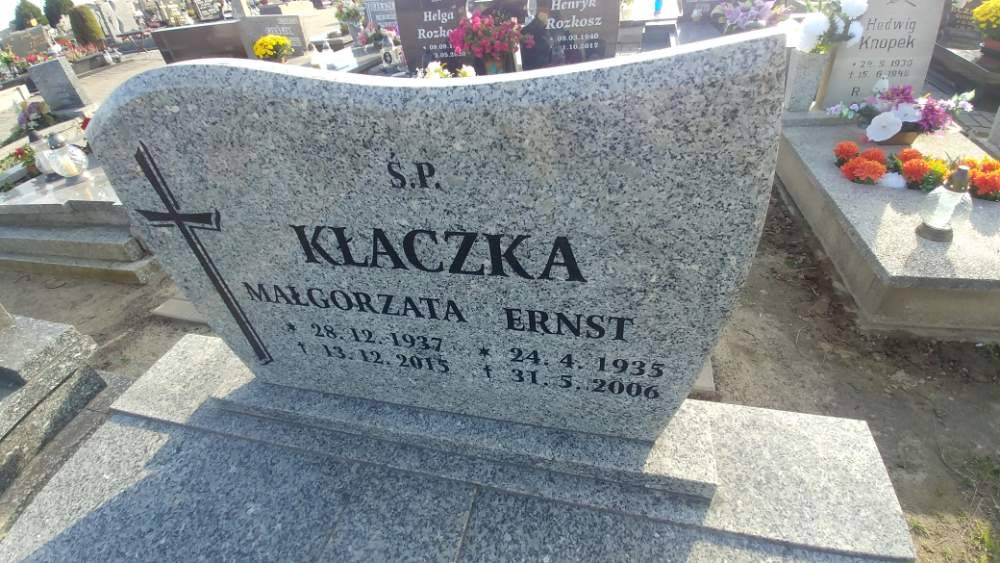 Helga
Rozkosz
Henryk
Rozkosz
Hedwig
Knopek
Ś.P.
KŁACZKA
MAŁGORZATA ERNST
* 28. 12. 1937 * 24. 4. 1935
† 13. 12. 2015 † 31. 5. 2006